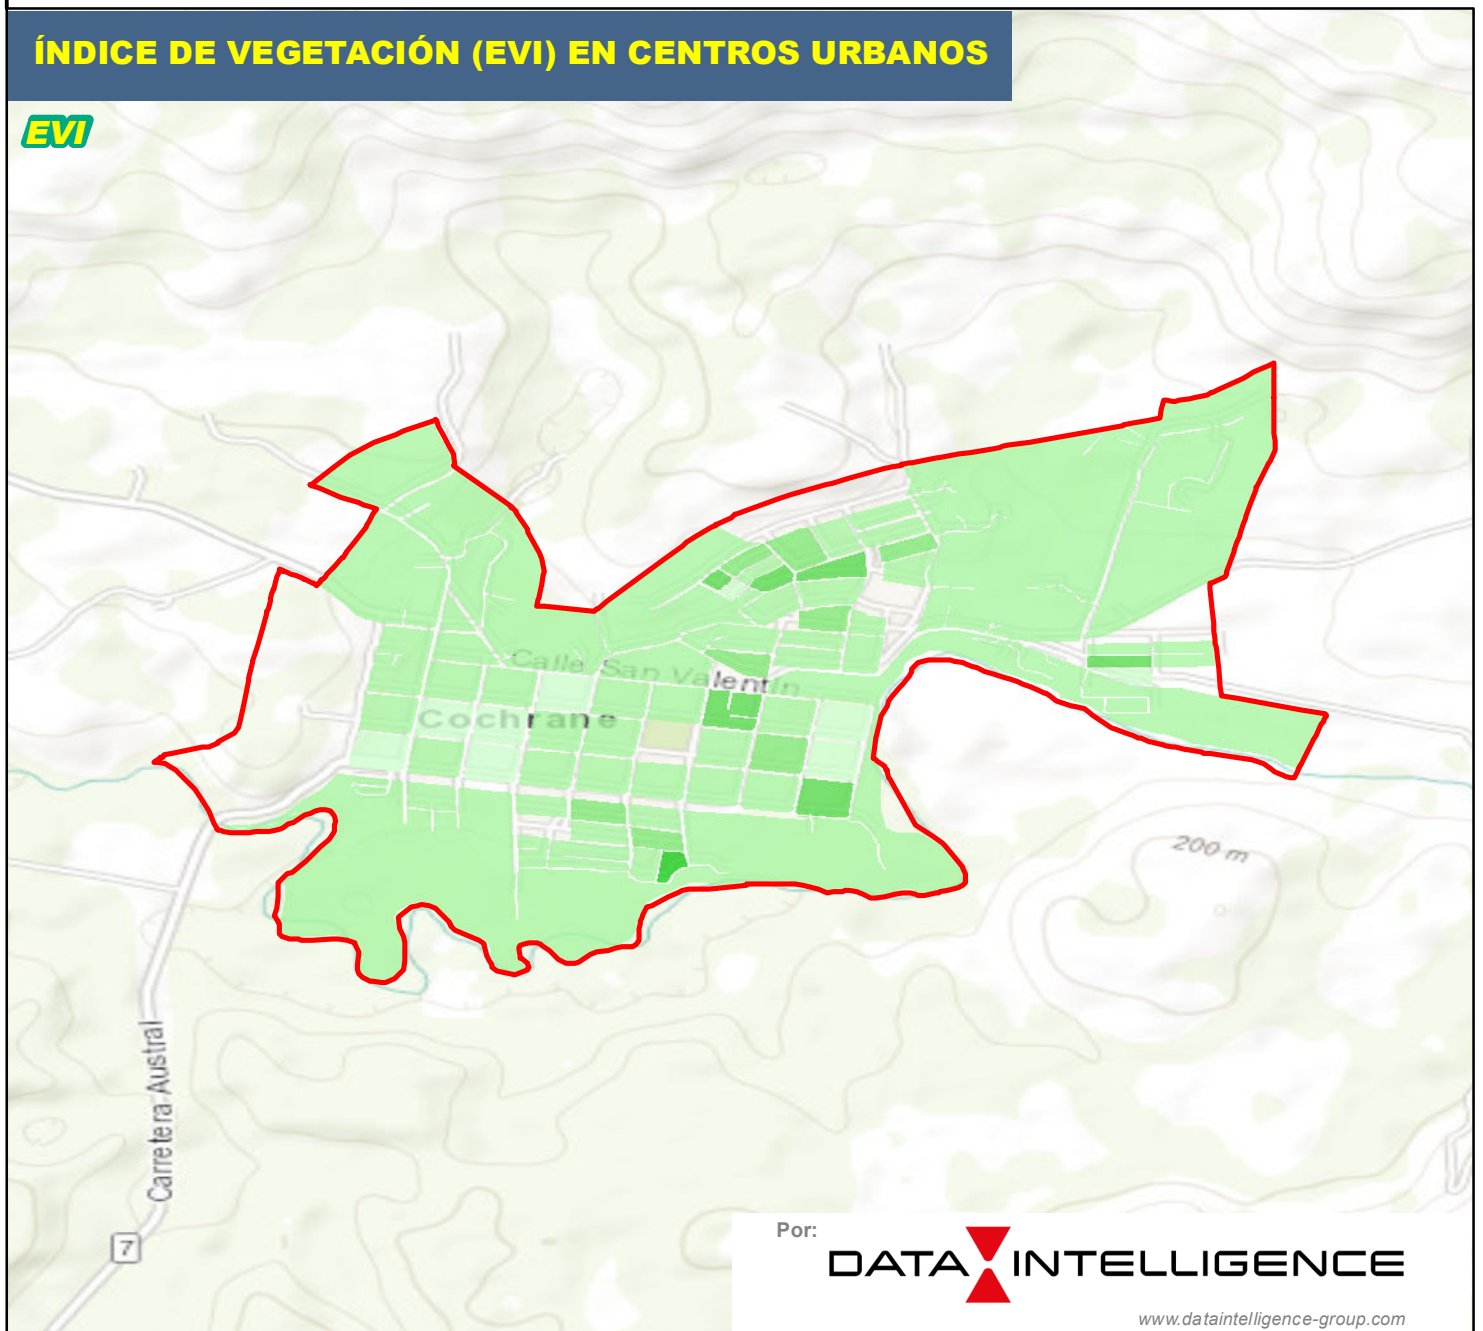 ÍNDICE DE VEGETACIÓN (EVI) EN CENTROS URBANOS
EVI
Calle San Valentín
Cochrane
200 m
Carretera Austral
7
Por:
DATA INTELLIGENCE
www.dataintelligence-group.com